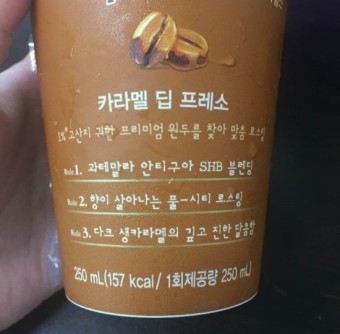 카라멜 딥 프레소
1%* 고산지 귀한 프리미엄 원두를 찾아 맞춤 로스팅
Rule 1. 과테말라 안티구아 SHB 블렌딩
Rule 2. 향이 살아나는 풀-시티 로스팅
Rule 3. 다크 생카라멜의 깊고 진한 달콤함
250 mL(157 kcal/ 1회제공량 250 mL)